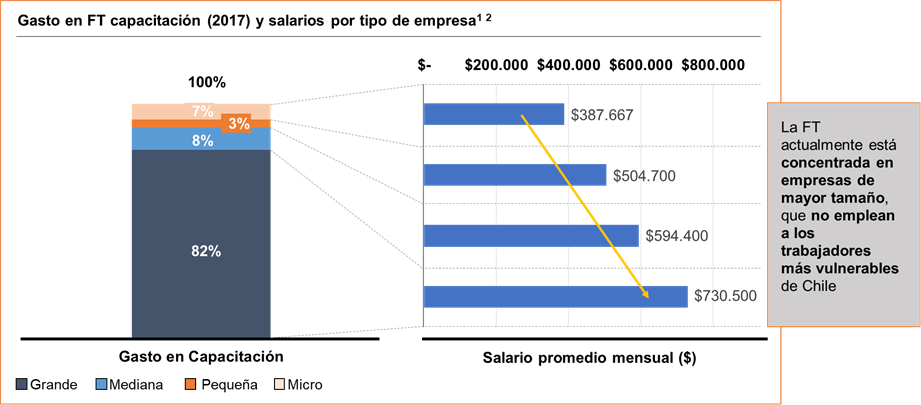 Gasto en FT capacitación (2017) y salarios por tipo de empresa¹ ²
100%
7%
3%
8%
82%
Gasto en Capacitación
$- $200.000 $400.000 $600.000 $800.000
$387.667
$504.700
$594.400
$730.500
Salario promedio mensual ($)
Grande Mediana Pequeña Micro
La FT
actualmente está
concentrada en
empresas de
mayor tamaño,
que no emplean
a los
trabajadores
más vulnerables
de Chile